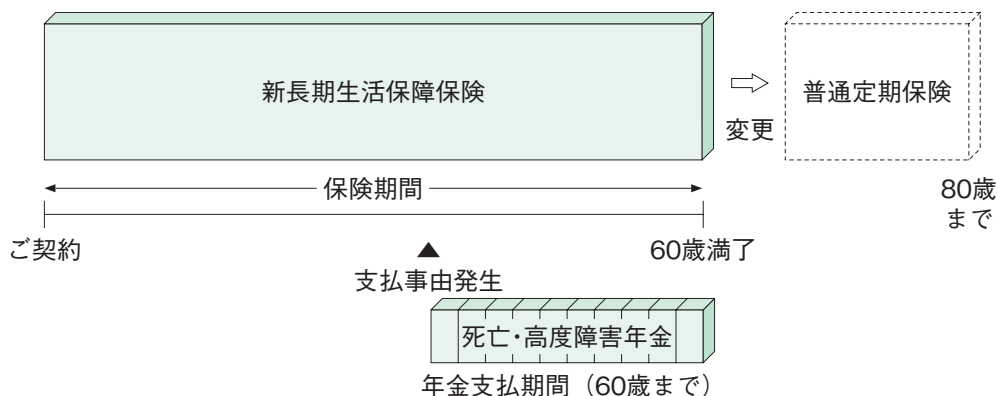 新長期生活保障保険
普通定期保険
変更
保険期間
80歳
まで
ご契約
60歳満了
支払事由発生
死亡・高度障害年金
年金支払期間（60歳まで）